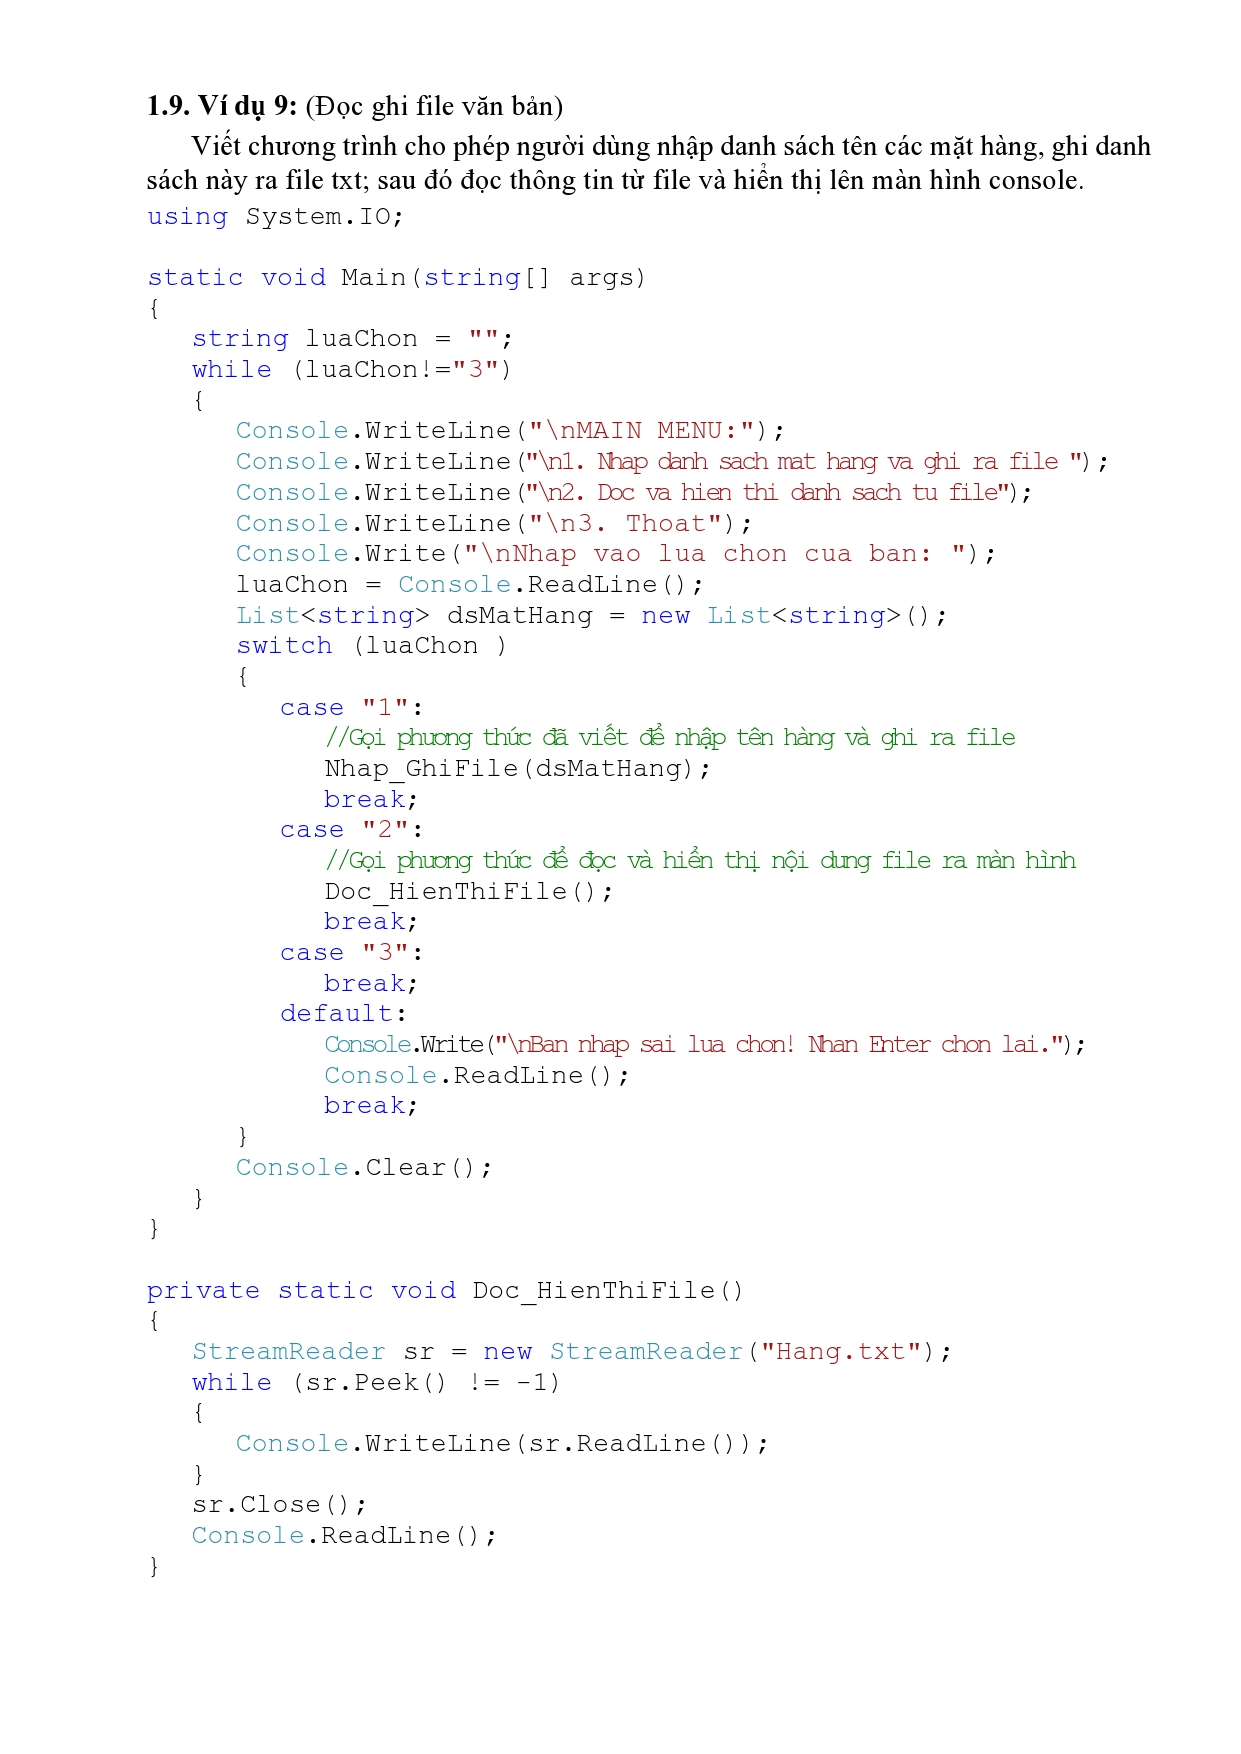 1.9. Ví dụ 9: (Đọc ghi file văn bản)
Viết chương trình cho phép người dùng nhập danh sách tên các mặt hàng, ghi danh
sách này ra file txt; sau đó đọc thông tin từ file và hiển thị lên màn hình console.
using System.IO;
static void Main(string[] args)
{
string luaChon = "";
while (luaChon!="3")
{
Console.WriteLine("\nMAIN MENU:");
Console.WriteLine("\n1. Nhap danh sach mat hang va ghi ra file ");
Console.WriteLine("\n2. Doc va hien thi danh sach tu file");
Console.WriteLine("\n3. Thoat");
Console.Write("\nNhap vao lua chon cua ban: ");
luaChon = Console.ReadLine();
List<string> dsMatHang = new List<string>();
switch (luaChon )
{
case "1":
//Gọi phương thức đã viết để nhập tên hàng và ghi ra file
Nhap_GhiFile(dsMatHang);
break;
case "2":
//Gọi phương thức để đọc và hiển thị nội dung file ra màn hình
Doc_HienThiFile();
break;
case "3":
break;
default:
Console.Write("\nBan nhap sai lua chon! Nhan Enter chon lai.");
Console.ReadLine();
break;
}
Console.Clear();
}
}
private static void Doc_HienThiFile()
{
StreamReader sr = new StreamReader("Hang.txt");
while (sr.Peek() != -1)
{
Console.WriteLine(sr.ReadLine());
}
sr.Close();
Console.ReadLine();
}